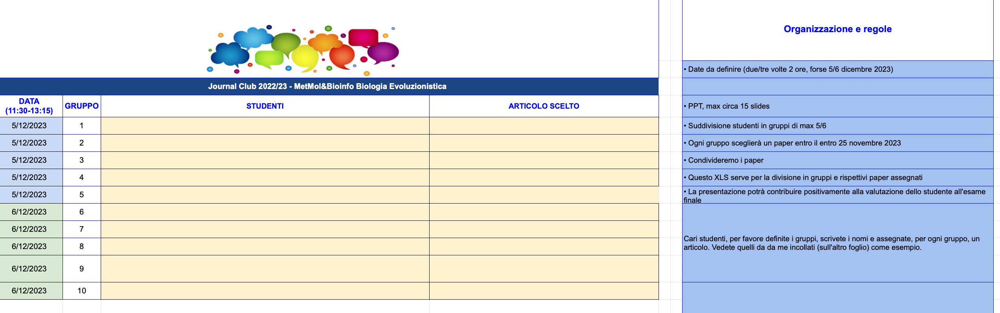 Journal Club 2022/23 - MetMol&Bioinfo Biologia Evoluzionistica
DATA
(11:30-13:15)
GRUPPO
STUDENTI
ARTICOLO SCELTO
5/12/2023 1
5/12/2023 2
5/12/2023 3
5/12/2023 4
5/12/2023 5
6/12/2023 6
6/12/2023 7
6/12/2023 8
6/12/2023 9
6/12/2023 10
Organizzazione e regole
• Date da definire (due/tre volte 2 ore, forse 5/6 dicembre 2023)
• PPT, max circa 15 slides
• Suddivisione studenti in gruppi di max 5/6
• Ogni gruppo sceglierà un paper entro il entro 25 novembre 2023
• Condivideremo i paper
• Questo XLS serve per la divisione in gruppi e rispettivi paper assegnati
• La presentazione potrà contribuire positivamente alla valutazione dello studente all'esame
finale
Cari studenti, per favore definite i gruppi, scrivete i nomi e assegnate, per ogni gruppo, un
articolo. Vedete quelli da da me incollati (sull'altro foglio) come esempio.